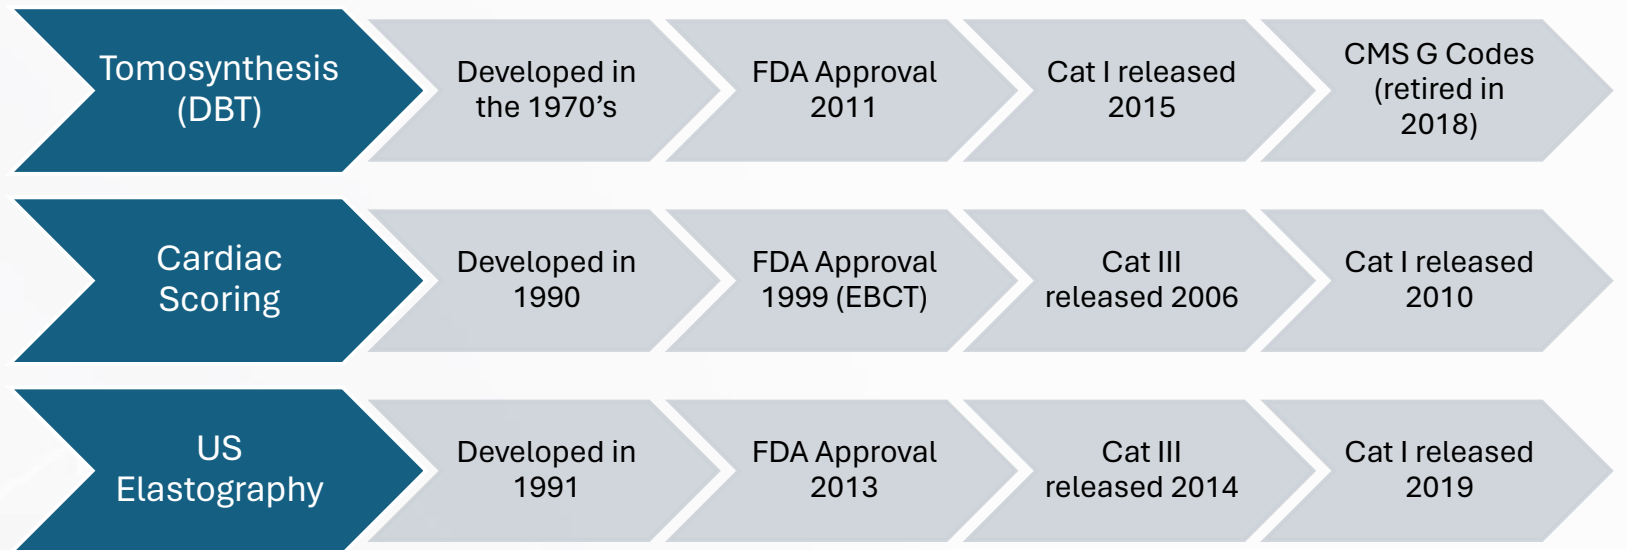 Tomosynthesis
(DBT)
Developed in
the 1970’s
FDA Approval
2011
Cat I released
2015
CMS G Codes
(retired in
2018)
Cardiac
Scoring
Developed in
1990
FDA Approval
1999 (EBCT)
Cat III
released 2006
Cat I released
2010
US
Elastography
Developed in
1991
FDA Approval
2013
Cat III
released 2014
Cat I released
2019